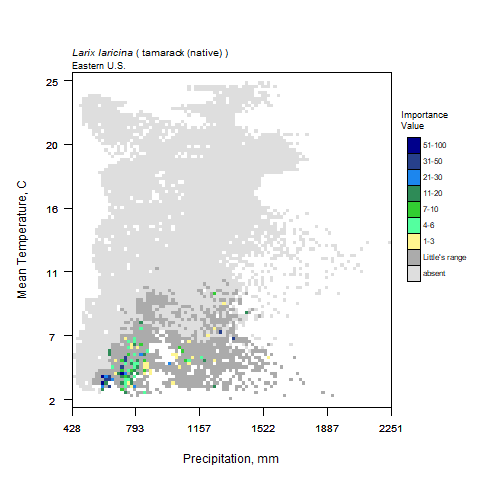 Larix laricina ( tamarack (native) )
Eastern U.S.
Importance
Value
51-100
31-50
21-30
11-20
7-10
4-6
1-3
Little's range
absent
25
20
16
11
7
2
Mean Temperature, C
428 793 1157 1522 1887 2251
Precipitation, mm